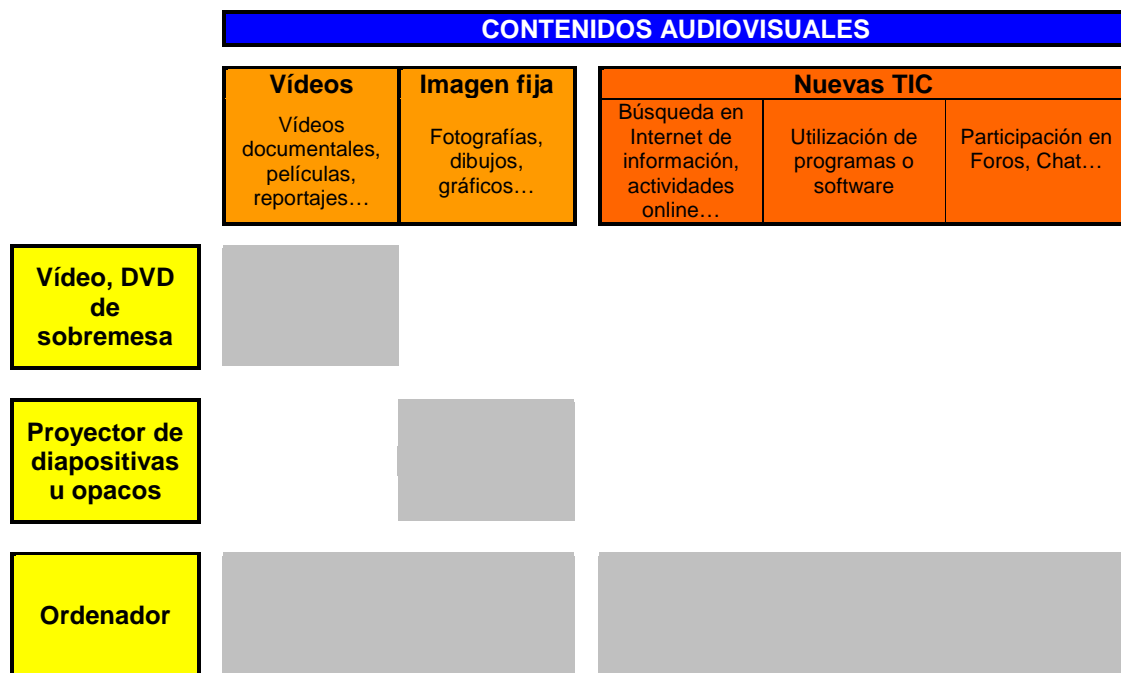 CONTENIDOS AUDIOVISUALES
Vídeos
Imagen fija
Nuevas TIC
Vídeos
documentales,
películas,
reportajes…
Fotografías,
dibujos,
gráficos…
Búsqueda en
Internet de
información,
actividades
online…
Utilización de
programas o
software
Participación en
Foros, Chat…
Vídeo, DVD
de
sobremesa
Proyector de
diapositivas
u opacos
Ordenador